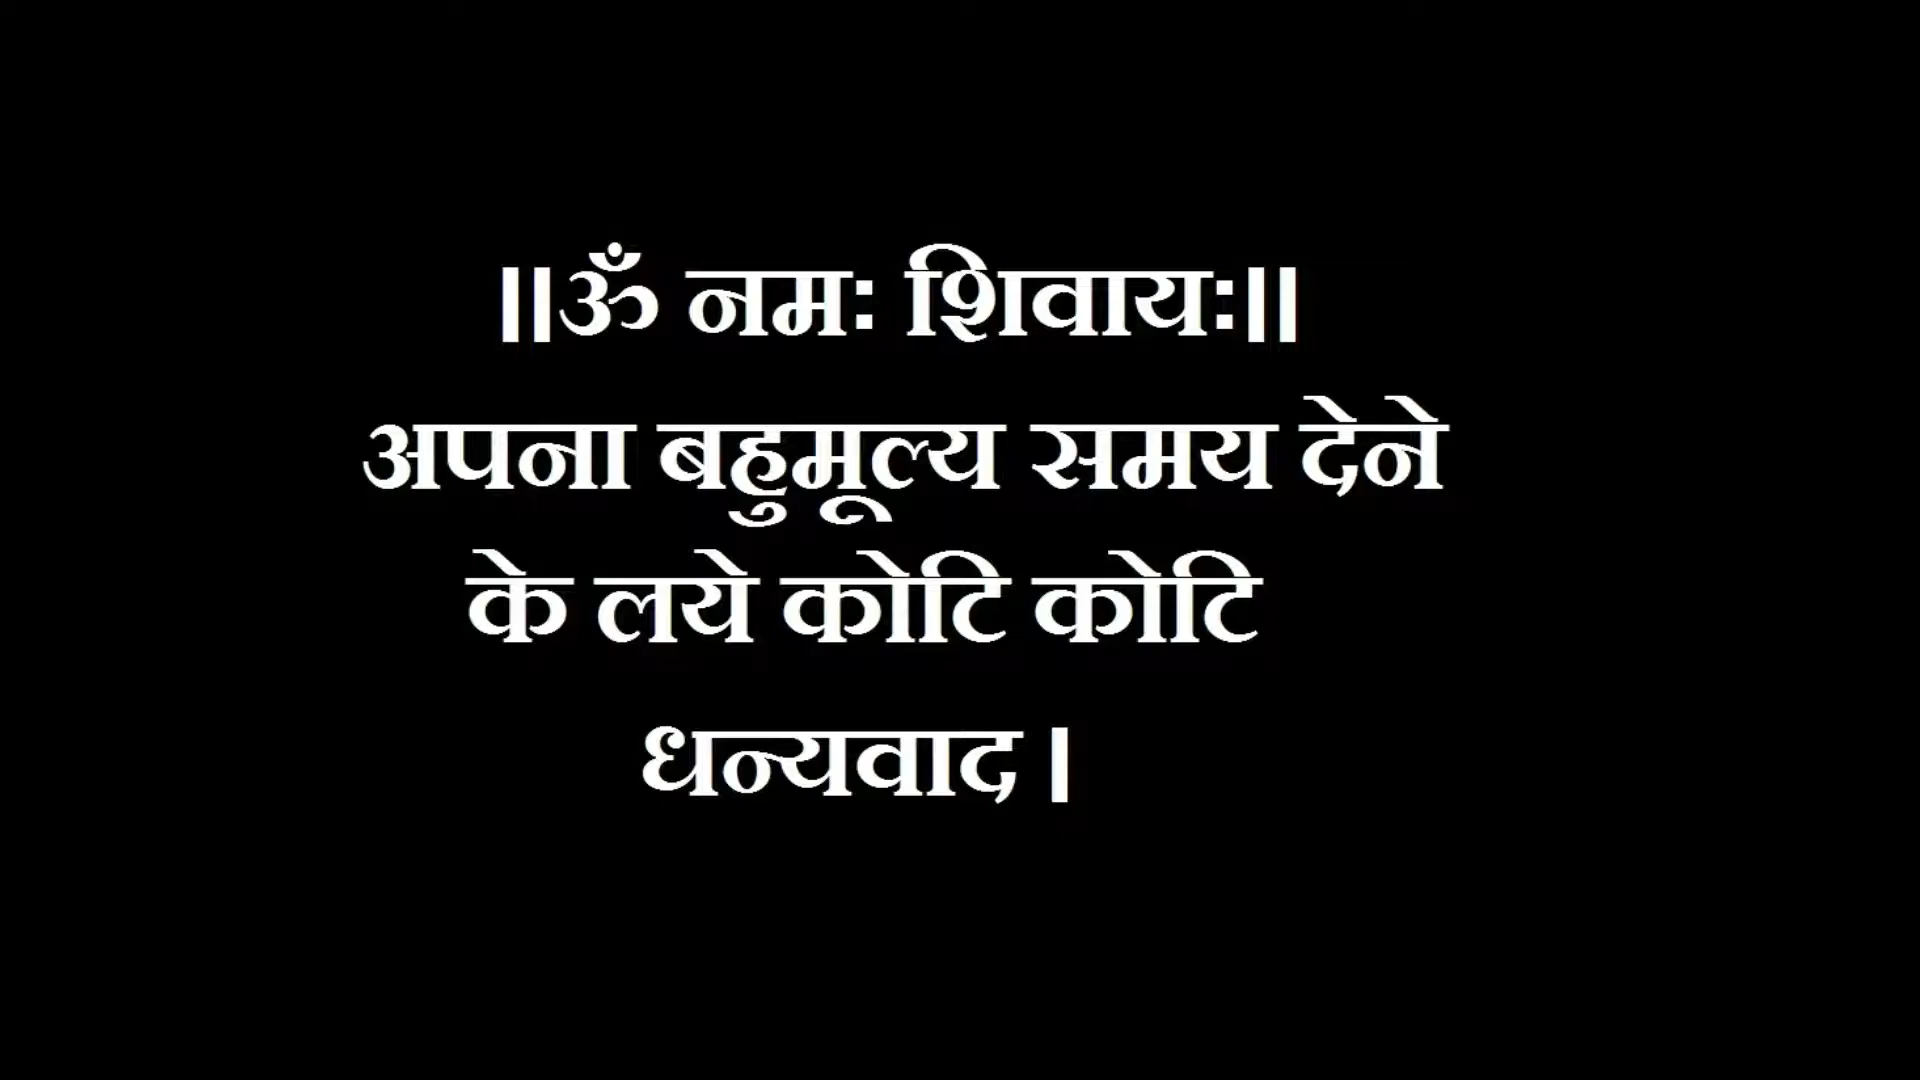 ॥ॐ नमः शिवायः॥
अपना बहुमूल्य समय देने
के लये कोटि कोटि
धन्यवाद ।